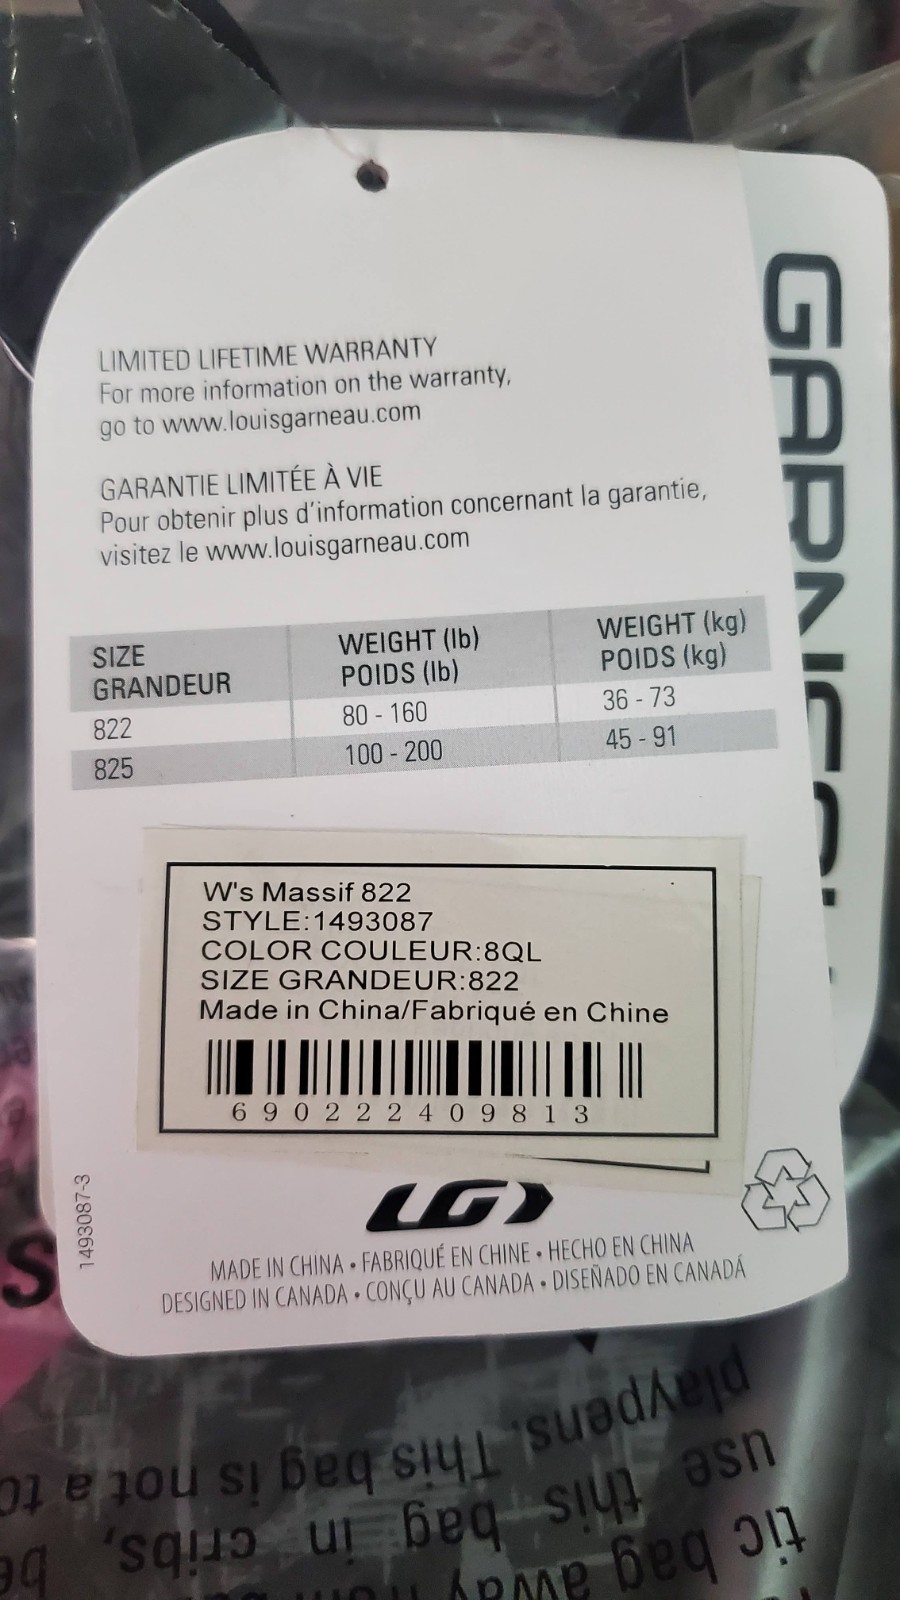 LIMITED LIFETIME WARRANTY
For more information on the warranty,
go to www.louisgarneau.com
GARANTIE LIMITÉE À VIE
Pour obtenir plus d'information concernant la garantie,
visitez le www.louisgarneau.com
SIZE WEIGHT (lb) WEIGHT (kg)
GRANDEUR POIDS (lb) POIDS (kg)
822 80 - 160 36 - 73
825 100 - 200 45 - 91
W's Massif 822
STYLE:1493087
COLOR COULEUR:8QL
SIZE GRANDEUR:822
Made in China/Fabriqué en Chine
690222409813
1493087-3
LG
MADE IN CHINA • FABRIQUÉ EN CHINE • HECHO EN CHINA
DESIGNED IN CANADA • CONÇU AU CANADA • DISEÑADO EN CANADÁ
tic bag away
use this bag in cribs,
playpens. This bag is not a